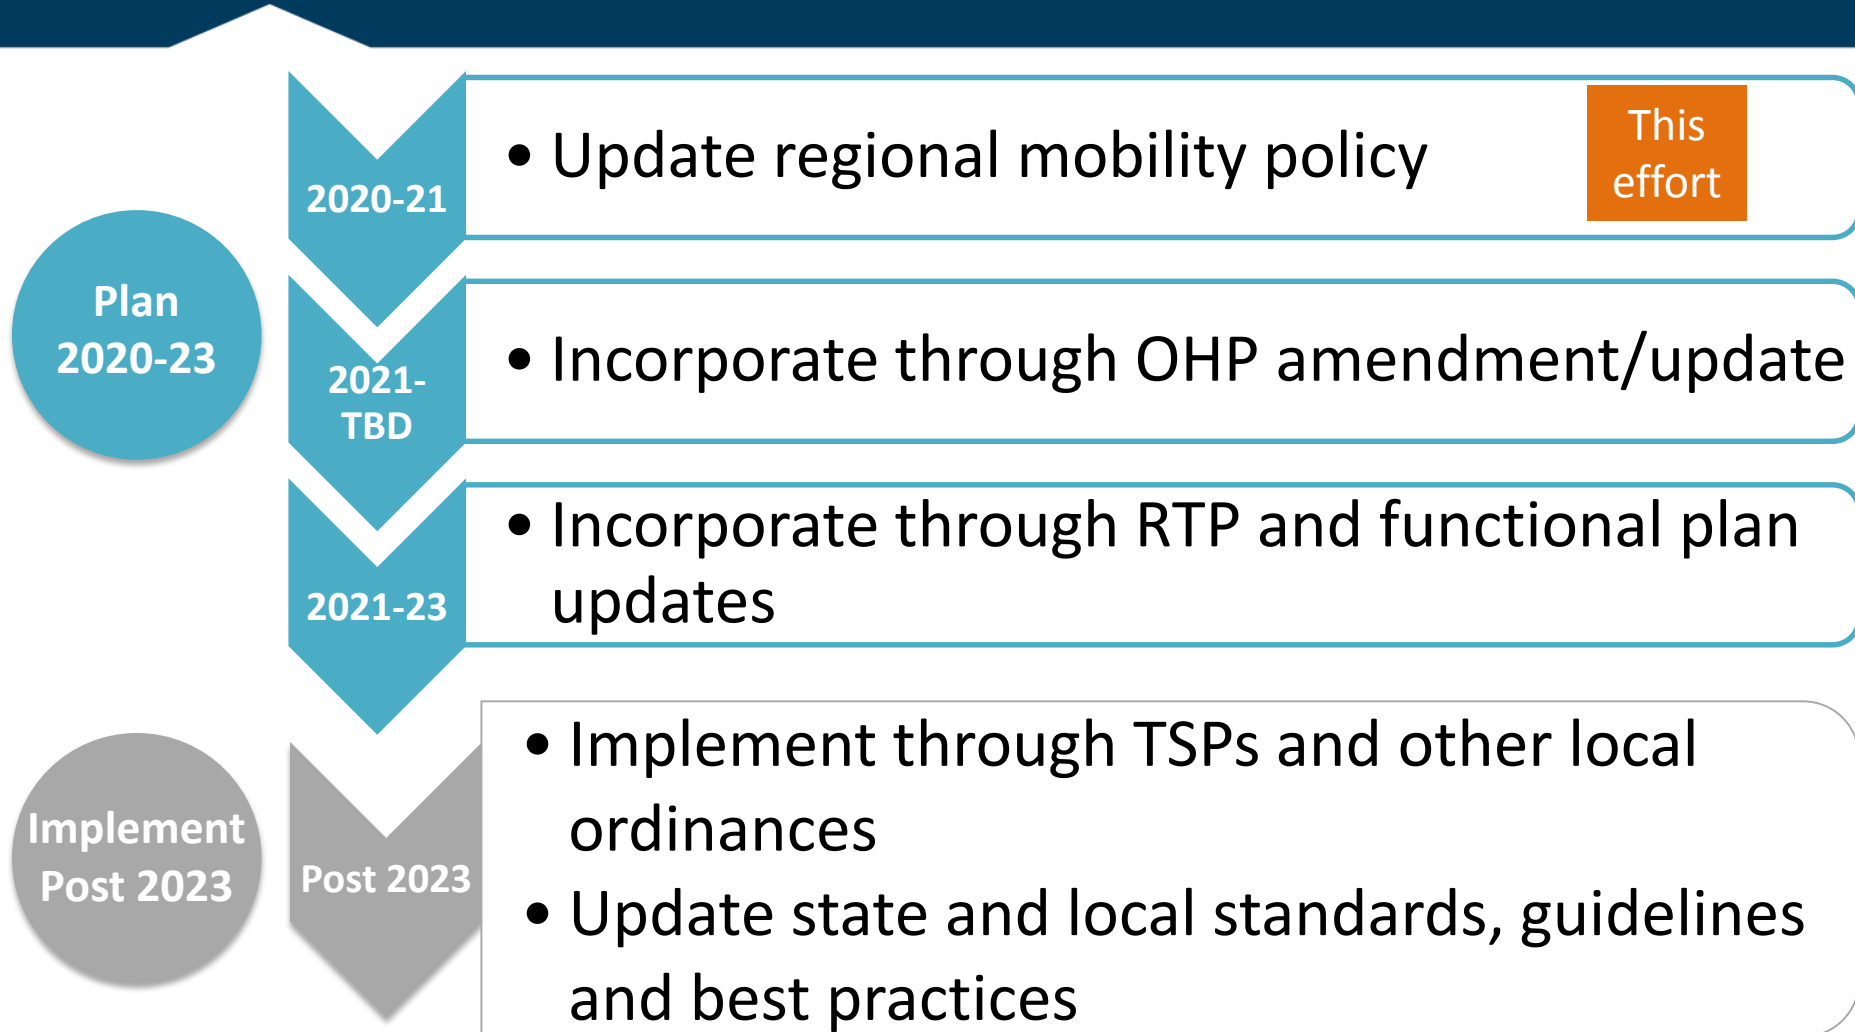 Plan
2020-23
2020-21
• Update regional mobility policy
This
effort
2021-
TBD
• Incorporate through OHP amendment/update
2021-23
• Incorporate through RTP and functional plan
updates
Implement
Post 2023
Post 2023
• Implement through TSPs and other local
ordinances
• Update state and local standards, guidelines
and best practices